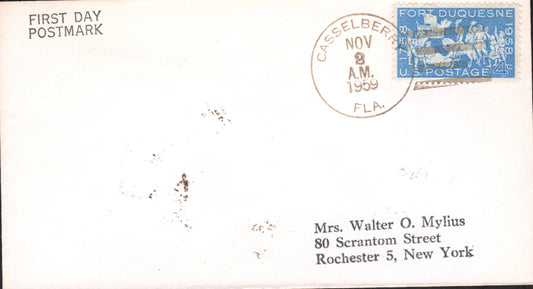 FIRST DAY
POSTMARK
CASSELBERRY
NOV
2
A.M.
1959
FLA.
FORT DUQUESNE
1758
1958
U.S. POSTAGE 4¢
Mrs. Walter O. Mylius
80 Scrantom Street
Rochester 5, New York